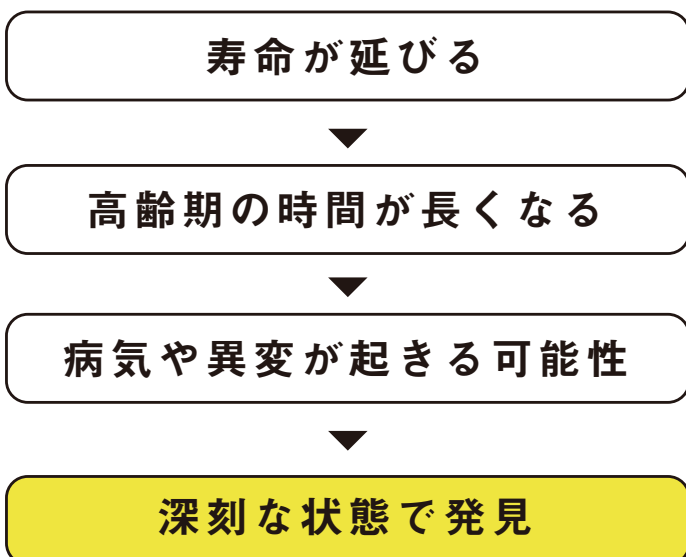 寿命が延びる
高齢期の時間が長くなる
病気や異変が起きる可能性
深刻な状態で発見